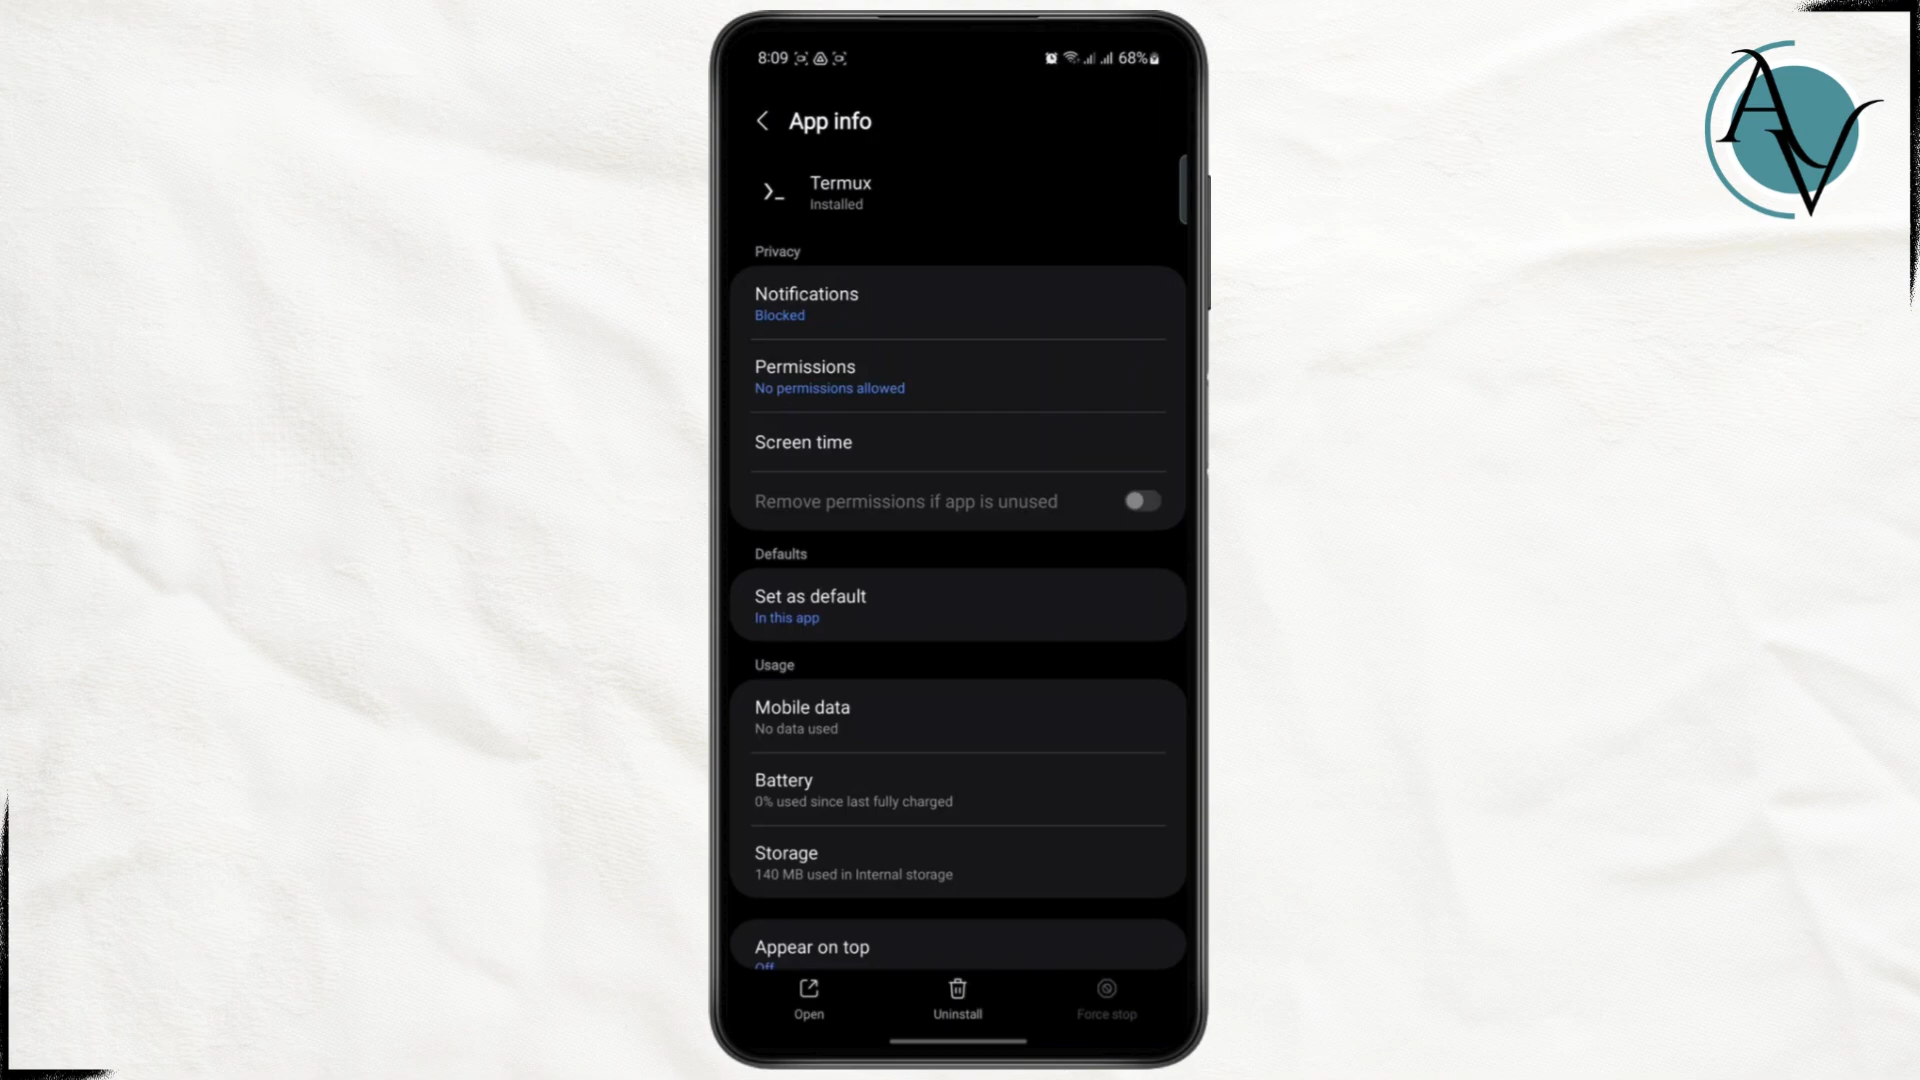 8:09
68%
App info
Termux
Installed
Privacy
Notifications
Blocked
Permissions
No permissions allowed
Screen time
Remove permissions if app is unused
Defaults
Set as default
In this app
Usage
Mobile data
No data used
Battery
0% used since last fully charged
Storage
140 MB used in Internal storage
Appear on top
Off
Open
Uninstall
Force stop
AV